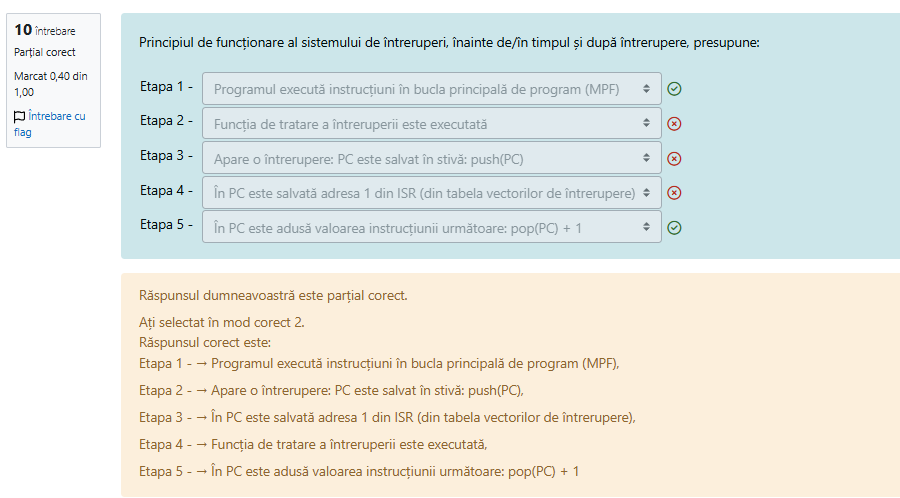 10 întrebare
Parțial corect
Marcat 0,40 din
1,00
Întrebare cu
flag
Principiul de funcționare al sistemului de întreruperi, înainte de/în timpul și după întrerupere, presupune:
Etapa 1 - Programul execută instrucțiuni în bucla principală de program (MPF)
Etapa 2 - Funcția de tratare a întreruperii este executată
Etapa 3 - Apare o întrerupere: PC este salvat în stivă: push(PC)
Etapa 4 - În PC este salvată adresa 1 din ISR (din tabela vectorilor de întrerupere)
Etapa 5 - În PC este adusă valoarea instrucțiunii următoare: pop(PC) + 1
Răspunsul dumneavoastră este parțial corect.
Ați selectat în mod corect 2.
Răspunsul corect este:
Etapa 1 - → Programul execută instrucțiuni în bucla principală de program (MPF),
Etapa 2 - → Apare o întrerupere: PC este salvat în stivă: push(PC),
Etapa 3 - → În PC este salvată adresa 1 din ISR (din tabela vectorilor de întrerupere),
Etapa 4 - → Funcția de tratare a întreruperii este executată,
Etapa 5 - → În PC este adusă valoarea instrucțiunii următoare: pop(PC) + 1